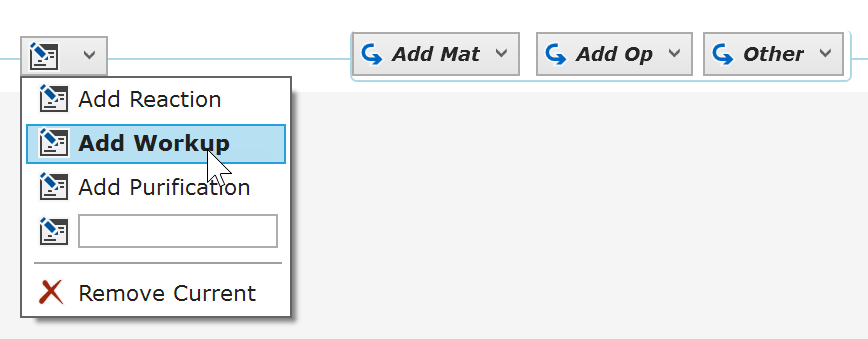 Add Mat
Add Op
Other
Add Reaction
Add Workup
Add Purification
Remove Current